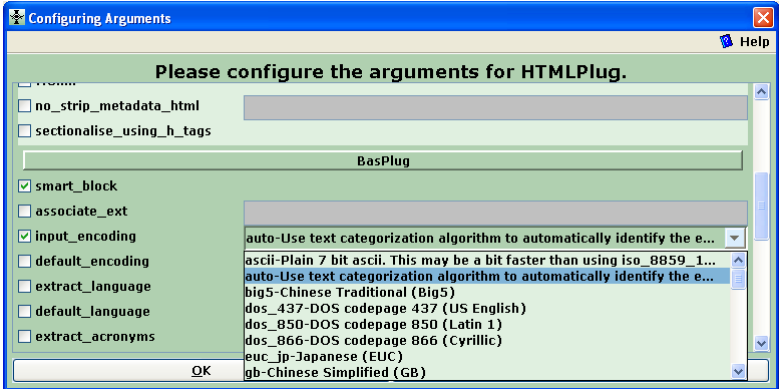 Configuring Arguments
Help
Please configure the arguments for HTMLPlug.
no_strip_metadata_html
sectionalise_using_h_tags
BasPlug
smart_block
associate_ext
input_encoding
auto-Use text categorization algorithm to automatically identify the e...
default_encoding
ascii-Plain 7 bit ascii. This may be a bit faster than using iso_8859_1...
auto-Use text categorization algorithm to automatically identify the e...
extract_language
big5-Chinese Traditional (Big5)
dos_437-DOS codepage 437 (US English)
default_language
dos_850-DOS codepage 850 (Latin 1)
dos_866-DOS codepage 866 (Cyrillic)
extract_acronyms
euc_jp-Japanese (EUC)
OK
gb-Chinese Simplified (GB)